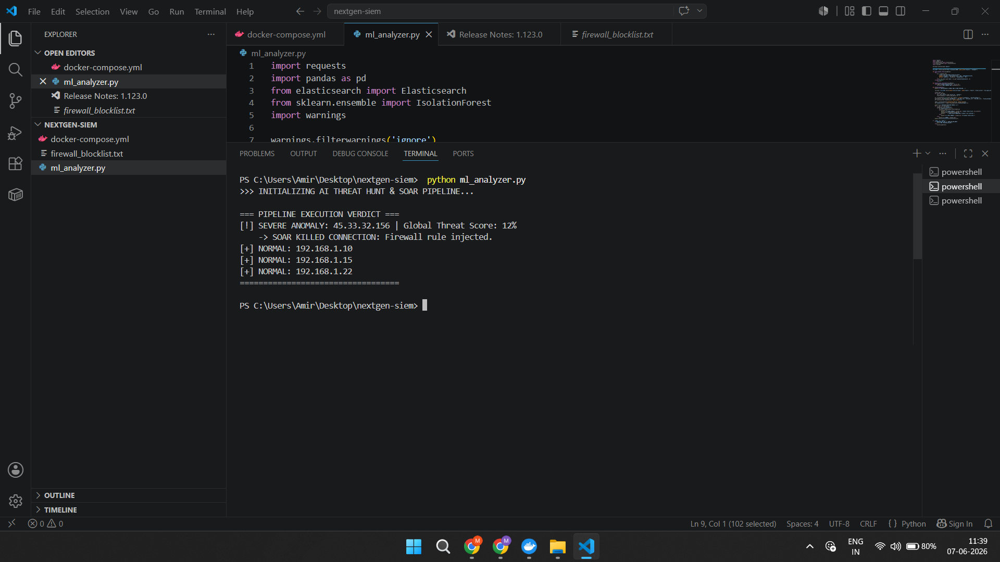 File Edit Selection View Go Run Terminal Help
nextgen-siem
EXPLORER
OPEN EDITORS
docker-compose.yml
ml_analyzer.py
Release Notes: 1.123.0
firewall_blocklist.txt
NEXTGEN-SIEM
docker-compose.yml
firewall_blocklist.txt
ml_analyzer.py
OUTLINE
TIMELINE
docker-compose.yml
ml_analyzer.py
Release Notes: 1.123.0
firewall_blocklist.txt
ml_analyzer.py
1 import requests
2 import pandas as pd
3 from elasticsearch import Elasticsearch
4 from sklearn.ensemble import IsolationForest
5 import warnings
6
7 warnings.filterwarnings('ignore')
PROBLEMS OUTPUT DEBUG CONSOLE TERMINAL PORTS
PS C:\Users\Amir\Desktop\nextgen-siem> python ml_analyzer.py
>>> INITIALIZING AI THREAT HUNT & SOAR PIPELINE...
=== PIPELINE EXECUTION VERDICT ===
[!] SEVERE ANOMALY: 45.33.32.156 | Global Threat Score: 12%
-> SOAR KILLED CONNECTION: Firewall rule injected.
[+] NORMAL: 192.168.1.10
[+] NORMAL: 192.168.1.15
[+] NORMAL: 192.168.1.22
==================================
PS C:\Users\Amir\Desktop\nextgen-siem>
powershell
powershell
powershell
0 0
Ln 9, Col 1 (102 selected) Spaces: 4 UTF-8 CRLF { } Python Sign In
M
M
ENG
IN
80%
11:39
07-06-2026